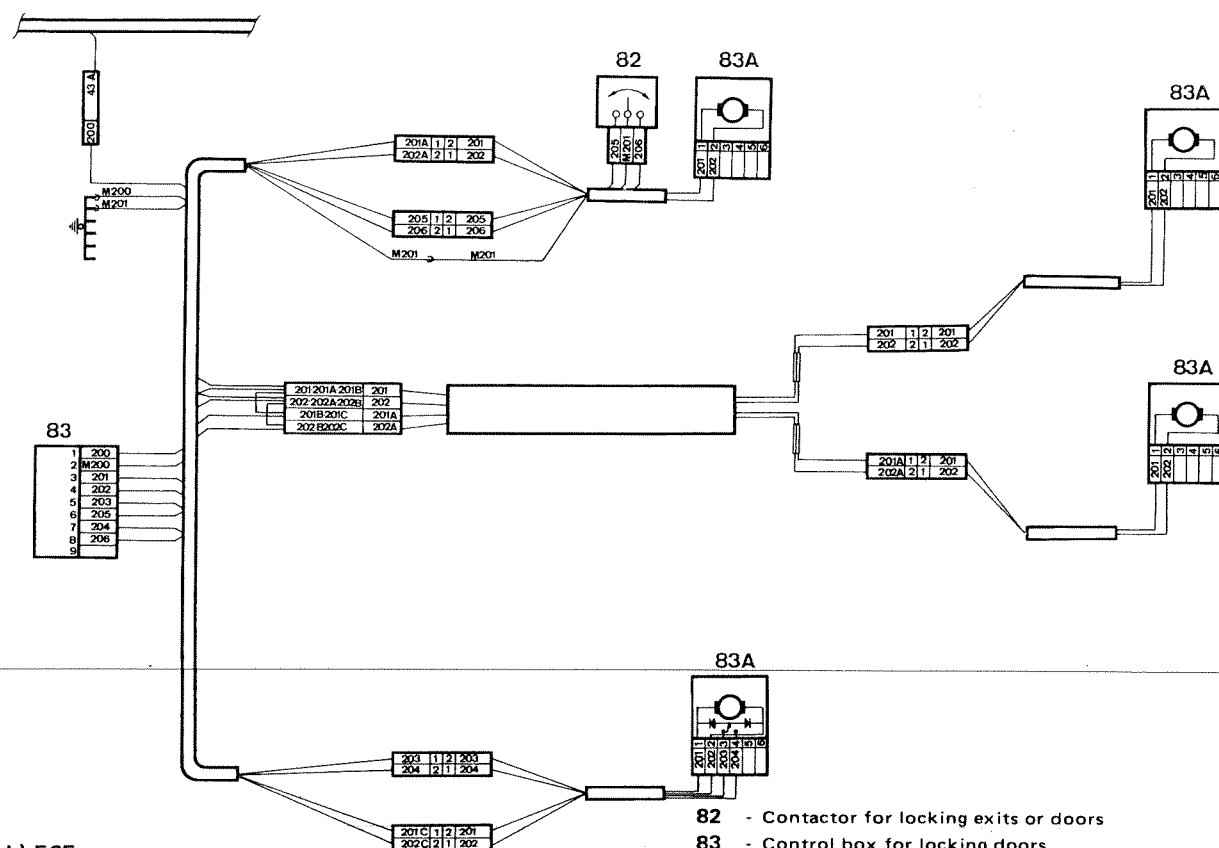 82
83A
83A
43 A
200
201A 1 2 201
202A 2 1 202
205 M201 206
201 202
1 2 3 4 5 6
M200
M201
205 1 2 205
206 2 1 206
M201 M201
1 2 3 4 5 6
201 202
201 1 2 201
202 2 1 202
83A
201 201A 201B 201
202 202A 202B 202
201B 201C 201A
202B 202C 202A
1 2 3 4 5 6
201 202
83
1 200
2 M200
3 201
4 202
5 203
6 205
7 204
8 206
9
201A 1 2 201
202A 2 1 202
83A
1 2 3 4 5 6
201 202 203 204
203 1 2 203
204 2 1 204
201C 1 2 201
202C 2 1 202
82 - Contactor for locking exits or doors
83 - Control box for locking doors